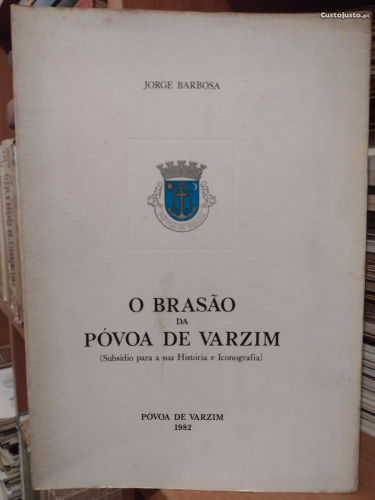 CustoJusto.pt
JORGE BARBOSA
O BRASÃO
DA
PÓVOA DE VARZIM
(Subsídio para a sua História e Iconografia)
PÓVOA DE VARZIM
1982